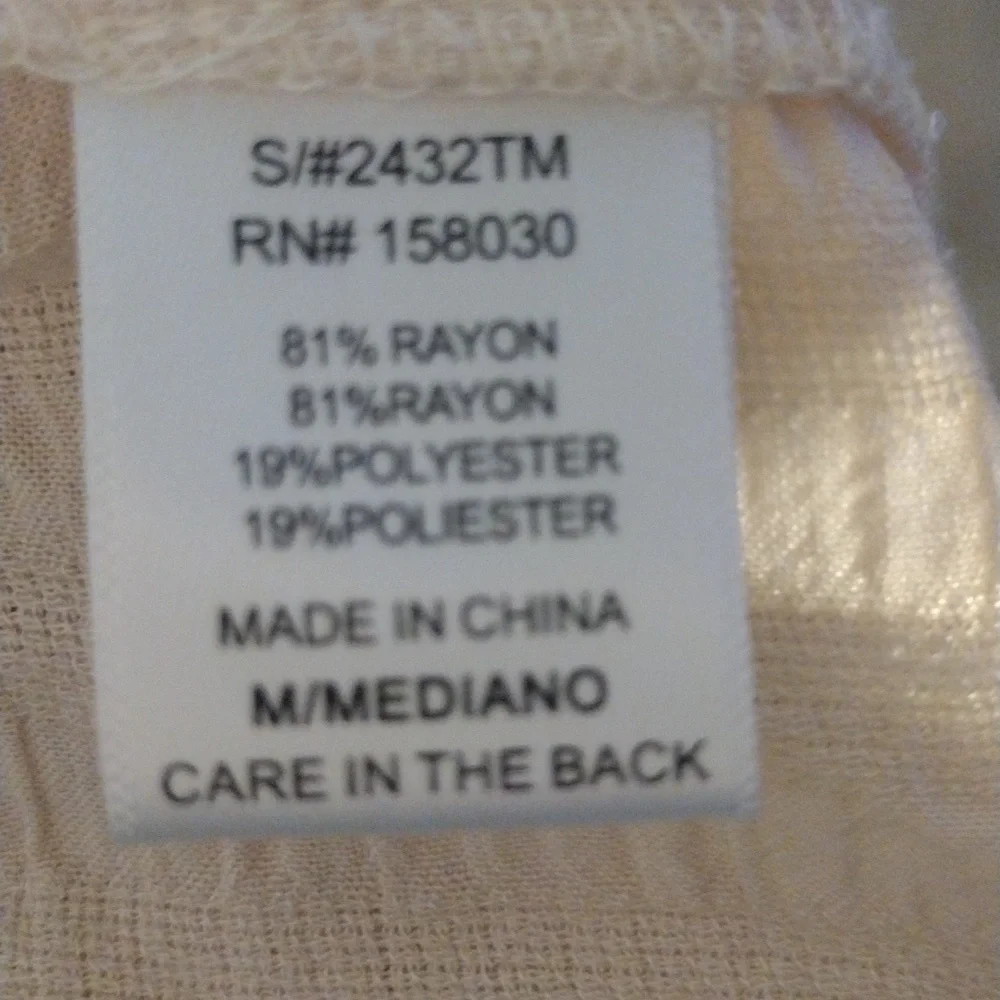 S/#2432TM
RN# 158030
81% RAYON
81%RAYON
19%POLYESTER
19%POLIESTER
MADE IN CHINA
M/MEDIANO
CARE IN THE BACK